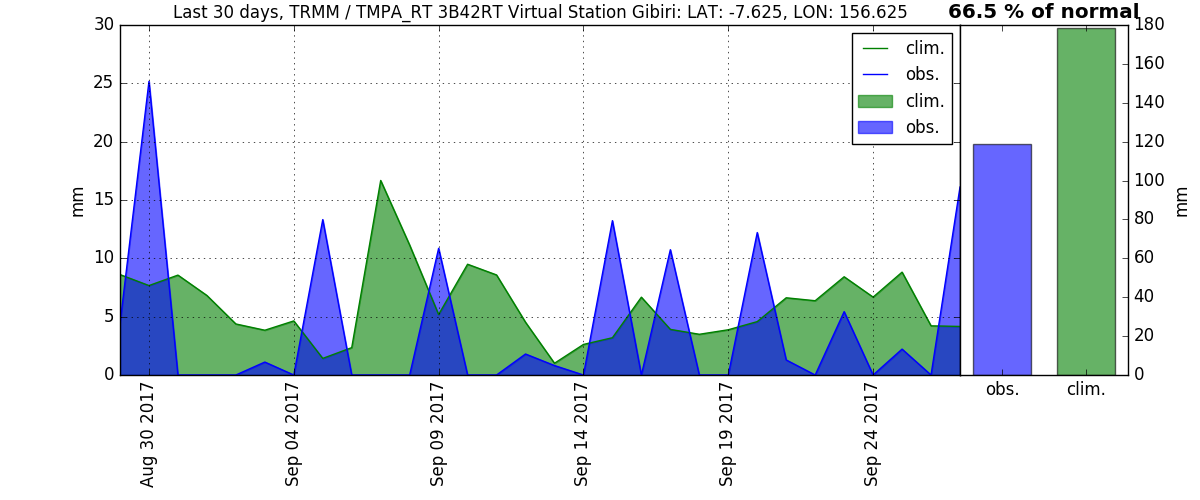 Last 30 days, TRMM / TMPA_RT 3B42RT Virtual Station Gibiri: LAT: -7.625, LON: 156.625
66.5 % of normal
30
25
20
15
10
5
0
mm
clim.
obs.
clim.
obs.
Aug 30 2017
Sep 04 2017
Sep 09 2017
Sep 14 2017
Sep 19 2017
Sep 24 2017
180
160
140
120
100
80
60
40
20
0
mm
obs.
clim.